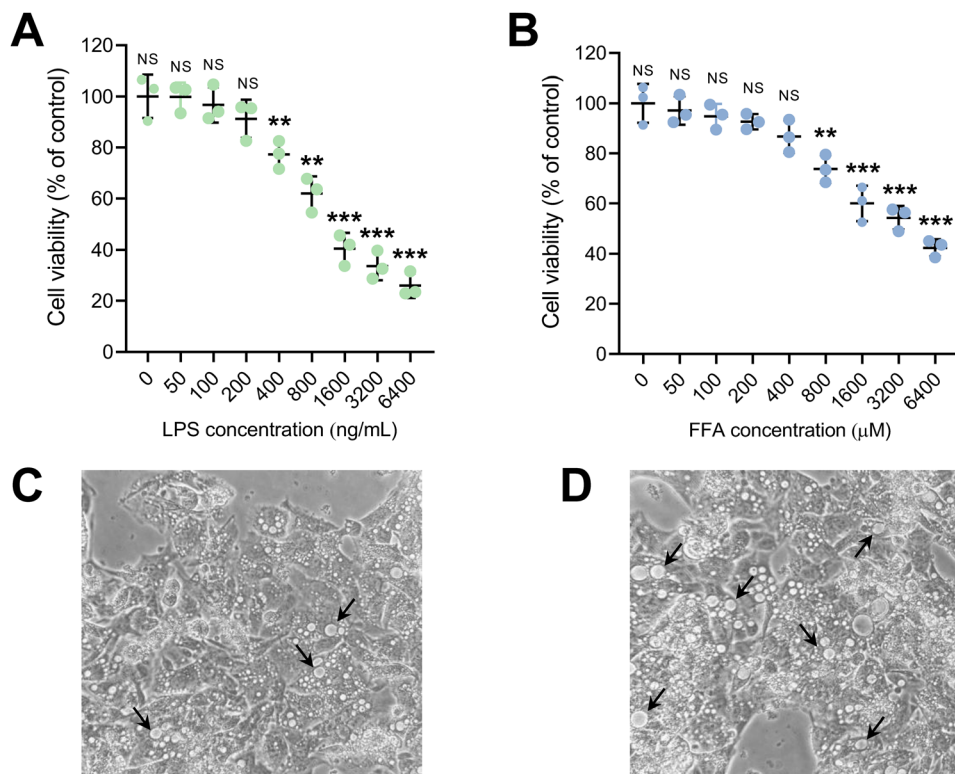 A
Cell viability (% of control)
120
100
80
60
40
20
0
NS
NS
NS
NS
**
**
***
***
***
0
50
100
200
400
800
1600
3200
6400
LPS concentration (ng/mL)
B
Cell viability (% of control)
120
100
80
60
40
20
0
NS
NS
NS
NS
NS
**
***
***
***
0
50
100
200
400
800
1600
3200
6400
FFA concentration (μM)
C
D